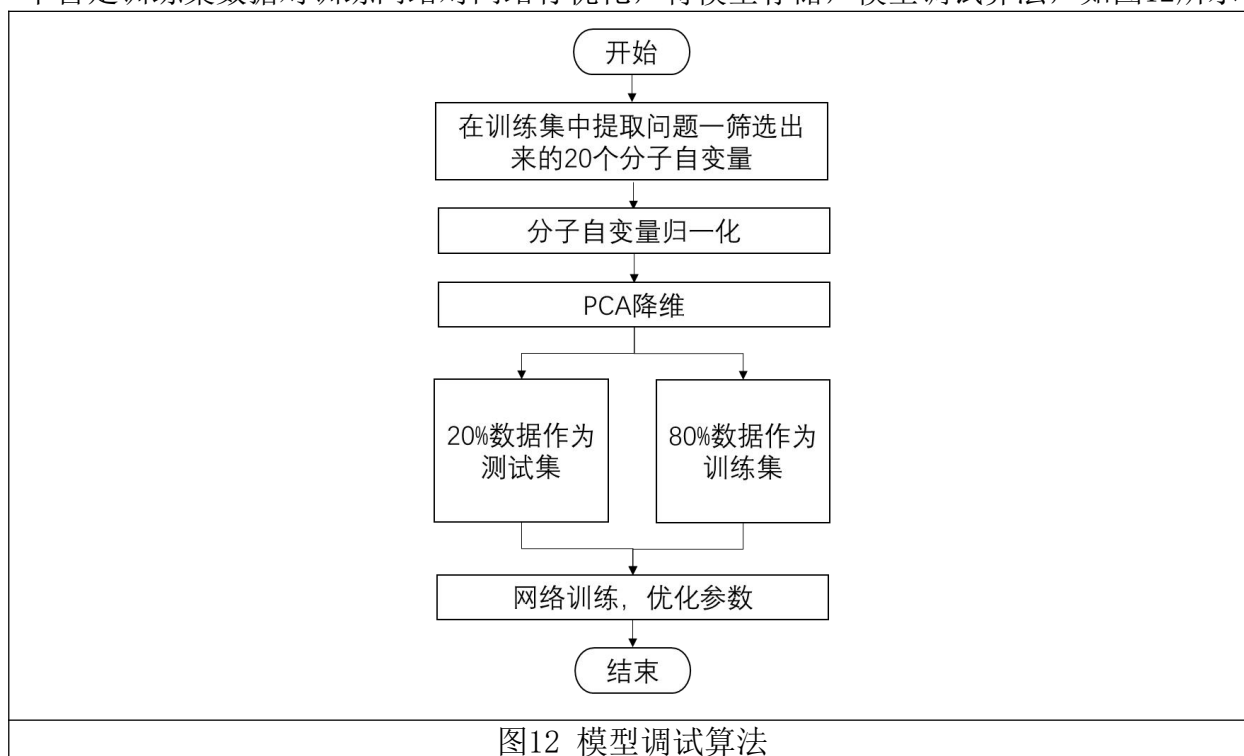 开始
在训练集中提取问题一筛选出
来的20个分子自变量
分子自变量归一化
PCA降维
20%数据作为
测试集
80%数据作为
训练集
网络训练，优化参数
结束
图12 模型调试算法